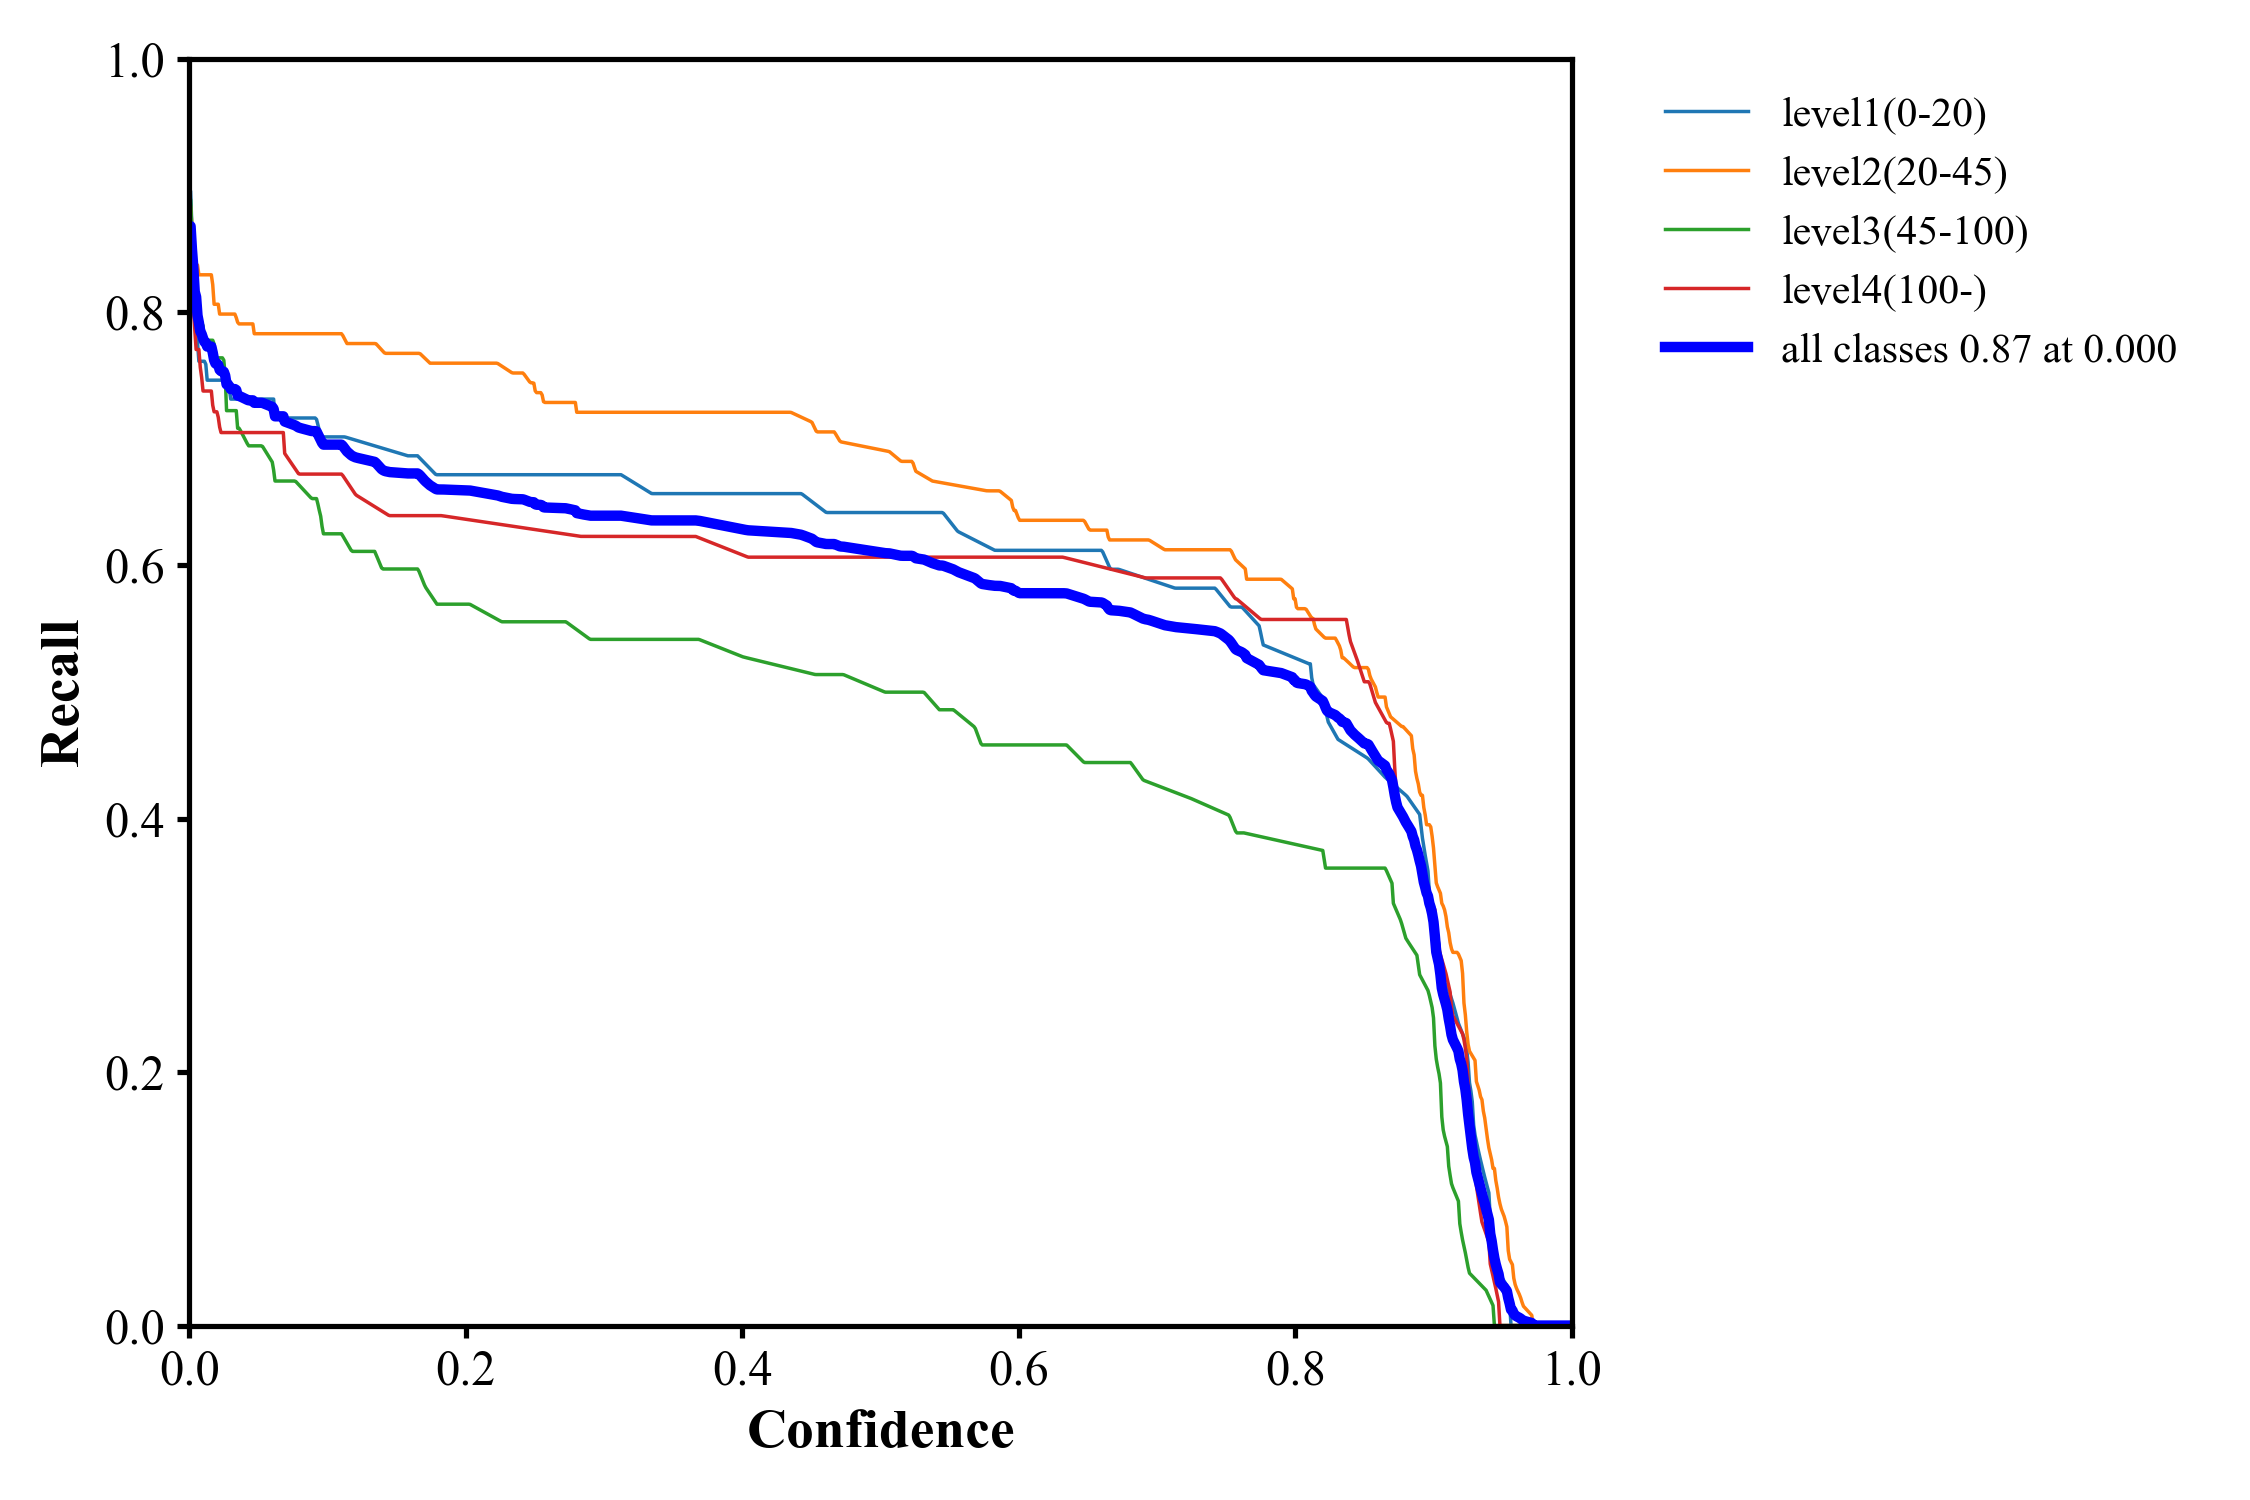 1.0
0.8
0.6
0.4
0.2
0.0
Recall
0.0 0.2 0.4 0.6 0.8 1.0
Confidence
level1(0-20)
level2(20-45)
level3(45-100)
level4(100-)
all classes 0.87 at 0.000